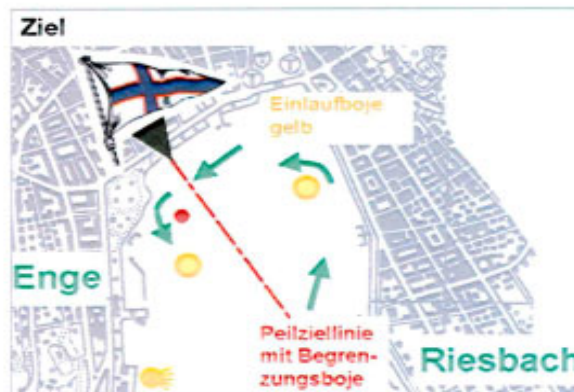 Ziel
Einlaufboje
gelb
Enge
Peilziellinie
mit Begren-
zungsboje
Riesbach